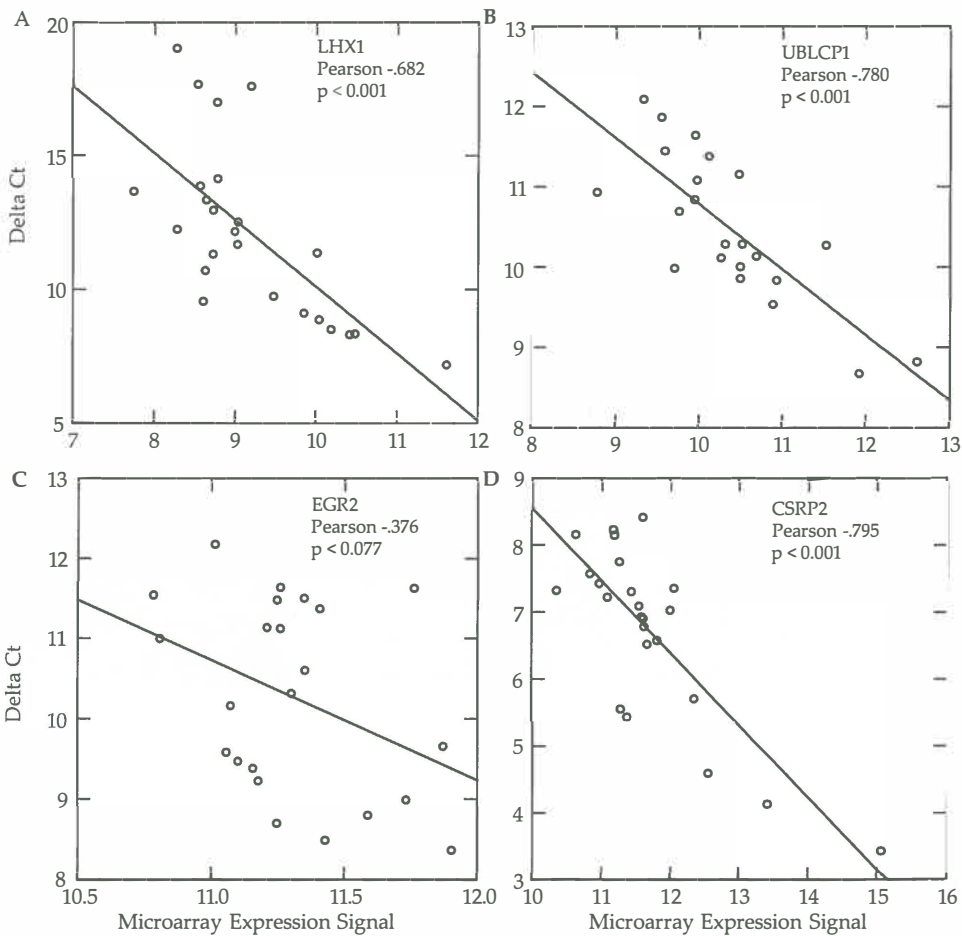 A
20
15
10
5
7
8
9
10
11
12
Delta Ct
LHX1
Pearson -.682
p < 0.001
B
13
12
11
10
9
8
8
9
10
11
12
13
UBLCP1
Pearson -.780
p < 0.001
C
13
12
11
10
9
8
10.5
11.0
11.5
12.0
Delta Ct
Microarray Expression Signal
EGR2
Pearson -.376
p < 0.077
D
9
8
7
6
5
4
3
10
11
12
13
14
15
16
Microarray Expression Signal
CSRP2
Pearson -.795
p < 0.001